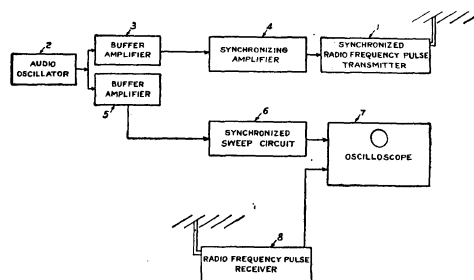 2
AUDIO
OSCILLATOR
3
BUFFER
AMPLIFIER
4
SYNCHRONIZING
AMPLIFIER
1
SYNCHRONIZED
RADIO FREQUENCY PULSE
TRANSMITTER
BUFFER
AMPLIFIER
5
6
SYNCHRONIZED
SWEEP CIRCUIT
7
OSCILLOSCOPE
8
RADIO FREQUENCY PULSE
RECEIVER